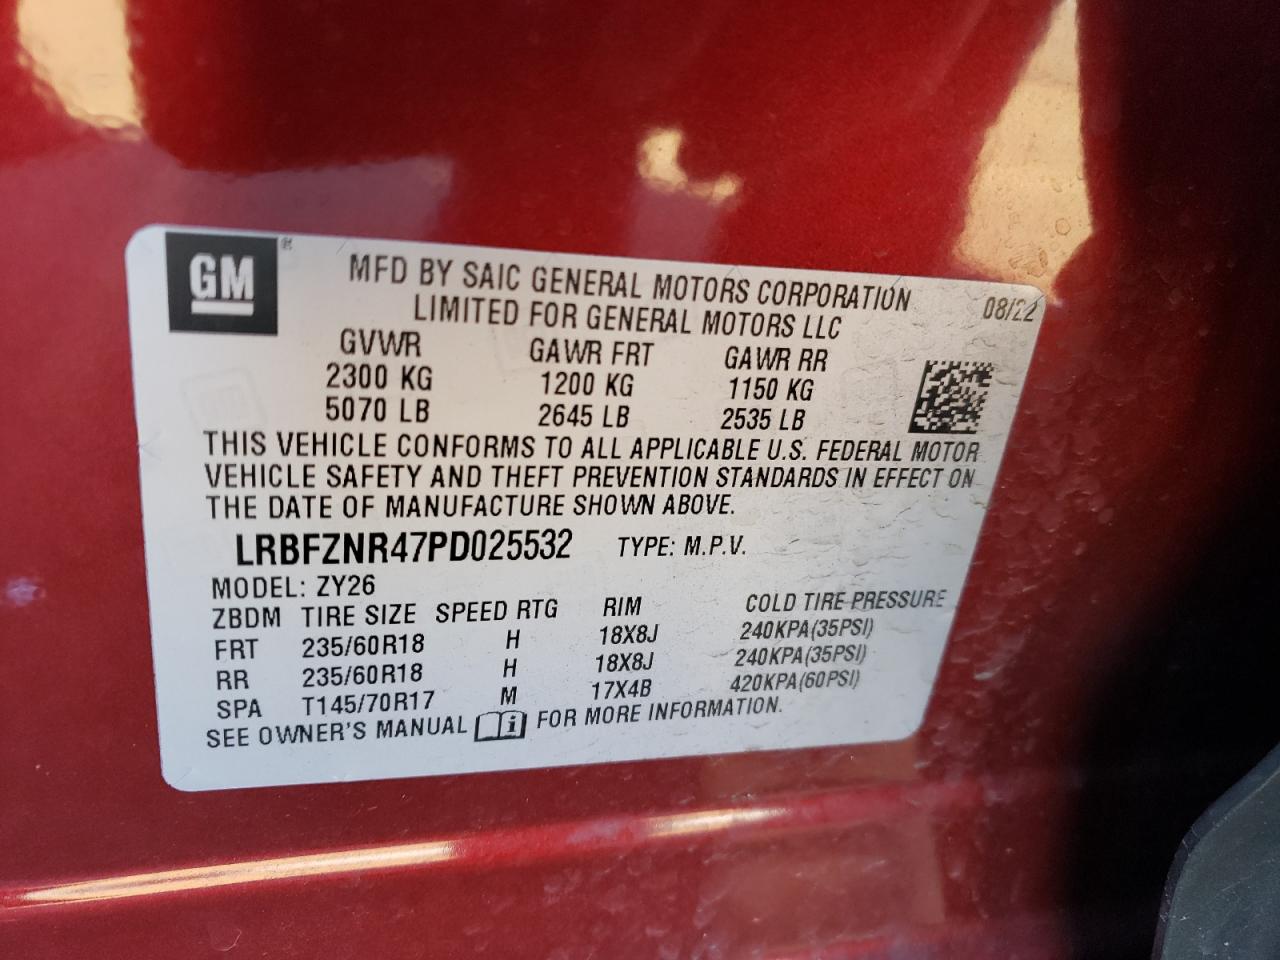 GM ®
MFD BY SAIC GENERAL MOTORS CORPORATION
LIMITED FOR GENERAL MOTORS LLC
08/22
GVWR GAWR FRT GAWR RR
2300 KG 1200 KG 1150 KG
5070 LB 2645 LB 2535 LB
THIS VEHICLE CONFORMS TO ALL APPLICABLE U.S. FEDERAL MOTOR
VEHICLE SAFETY AND THEFT PREVENTION STANDARDS IN EFFECT ON
THE DATE OF MANUFACTURE SHOWN ABOVE.
LRBFZNR47PD025532 TYPE: M.P.V.
MODEL: ZY26
ZBDM TIRE SIZE SPEED RTG RIM COLD TIRE PRESSURE
FRT 235/60R18 H 18X8J 240KPA(35PSI)
RR 235/60R18 H 18X8J 240KPA(35PSI)
SPA T145/70R17 M 17X4B 420KPA(60PSI)
SEE OWNER'S MANUAL i FOR MORE INFORMATION.